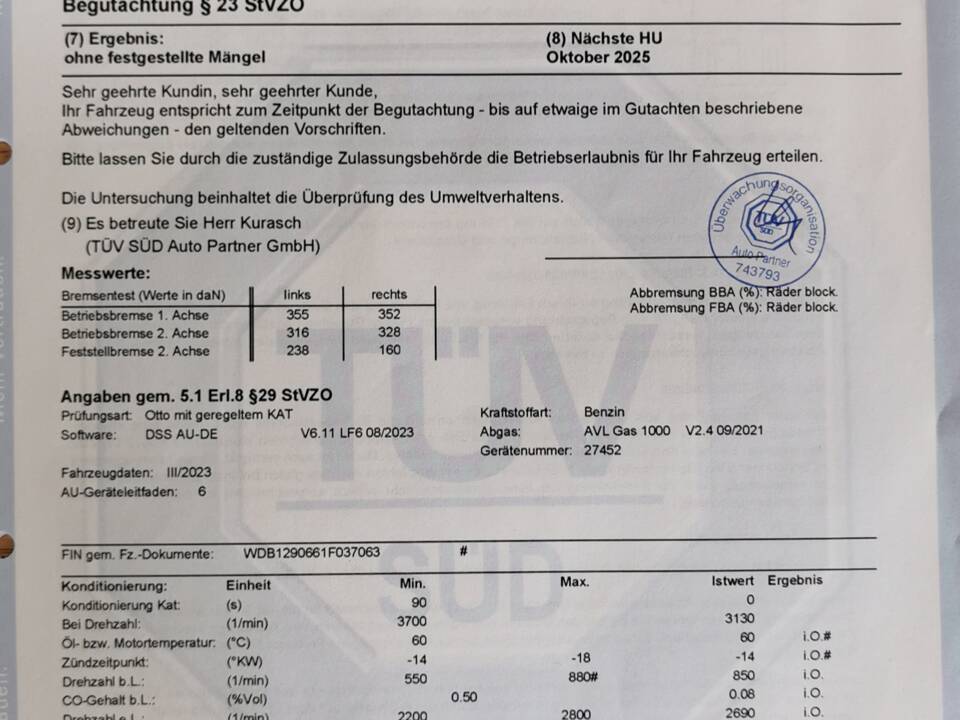 Begutachtung § 23 StVZO
(7) Ergebnis: (8) Nächste HU
ohne festgestellte Mängel Oktober 2025
Sehr geehrte Kundin, sehr geehrter Kunde,
Ihr Fahrzeug entspricht zum Zeitpunkt der Begutachtung - bis auf etwaige im Gutachten beschriebene
Abweichungen - den geltenden Vorschriften.
Bitte lassen Sie durch die zuständige Zulassungsbehörde die Betriebserlaubnis für Ihr Fahrzeug erteilen.
Die Untersuchung beinhaltet die Überprüfung des Umweltverhaltens.
(9) Es betreute Sie Herr Kurasch
(TÜV SÜD Auto Partner GmbH)
Überwachungsorganisation
TÜV
SÜD
Auto Partner
743793
Messwerte:
Bremsentest (Werte in daN) links rechts Abbremsung BBA (%): Räder block.
Betriebsbremse 1. Achse 355 352 Abbremsung FBA (%): Räder block.
Betriebsbremse 2. Achse 316 328
Feststellbremse 2. Achse 238 160
TÜV
SÜD
Angaben gem. 5.1 Erl.8 §29 StVZO
Prüfungsart: Otto mit geregeltem KAT Kraftstoffart: Benzin
Software: DSS AU-DE V6.11 LF6 08/2023 Abgas: AVL Gas 1000 V2.4 09/2021
Gerätenummer: 27452
Fahrzeugdaten: III/2023
AU-Geräteleitfaden: 6
FIN gem. Fz.-Dokumente: WDB1290661F037063 #
Konditionierung: Einheit Min. Max. Istwert Ergebnis
Konditionierung Kat: (s) 90 0
Bei Drehzahl: (1/min) 3700 3130
Öl- bzw. Motortemperatur: (°C) 60 60 i.O.#
Zündzeitpunkt: (°KW) -14 -18 -14 i.O.#
Drehzahl b.L.: (1/min) 550 880# 850 i.O.
CO-Gehalt b.L.: (%Vol) 0.50 0.08 i.O.
Drehzahl e.L.: (1/min) 2200 2800 2690 i.O.